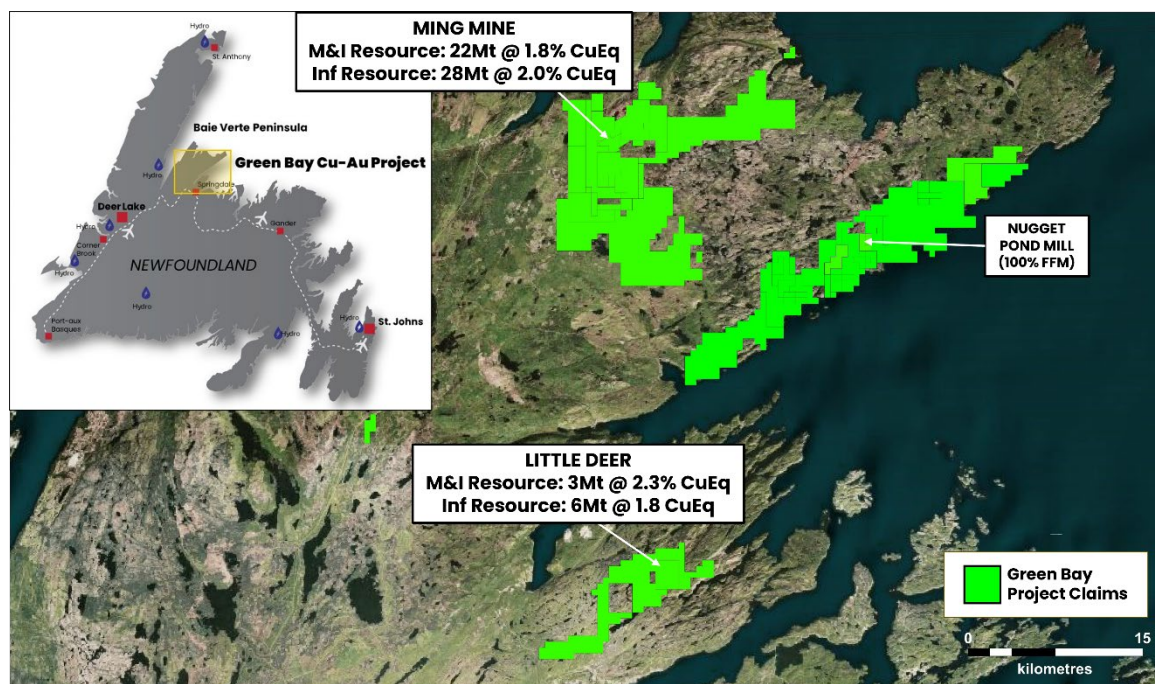 MING MINE
M&I Resource: 22Mt @ 1.8% CuEq
Inf Resource: 28Mt @ 2.0% CuEq
Hydro
St. Anthony
Baie Verte Peninsula
Green Bay Cu-Au Project
Hydro
Springdale
Deer Lake
Hydro
Corner
Brook
Gander
Hydro
NEWFOUNDLAND
Hydro
Port-aux
Basques
Hydro
Hydro
St. Johns
NUGGET
POND MILL
(100% FFM)
LITTLE DEER
M&I Resource: 3Mt @ 2.3% CuEq
Inf Resource: 6Mt @ 1.8 CuEq
Green Bay
Project Claims
0 15
kilometres